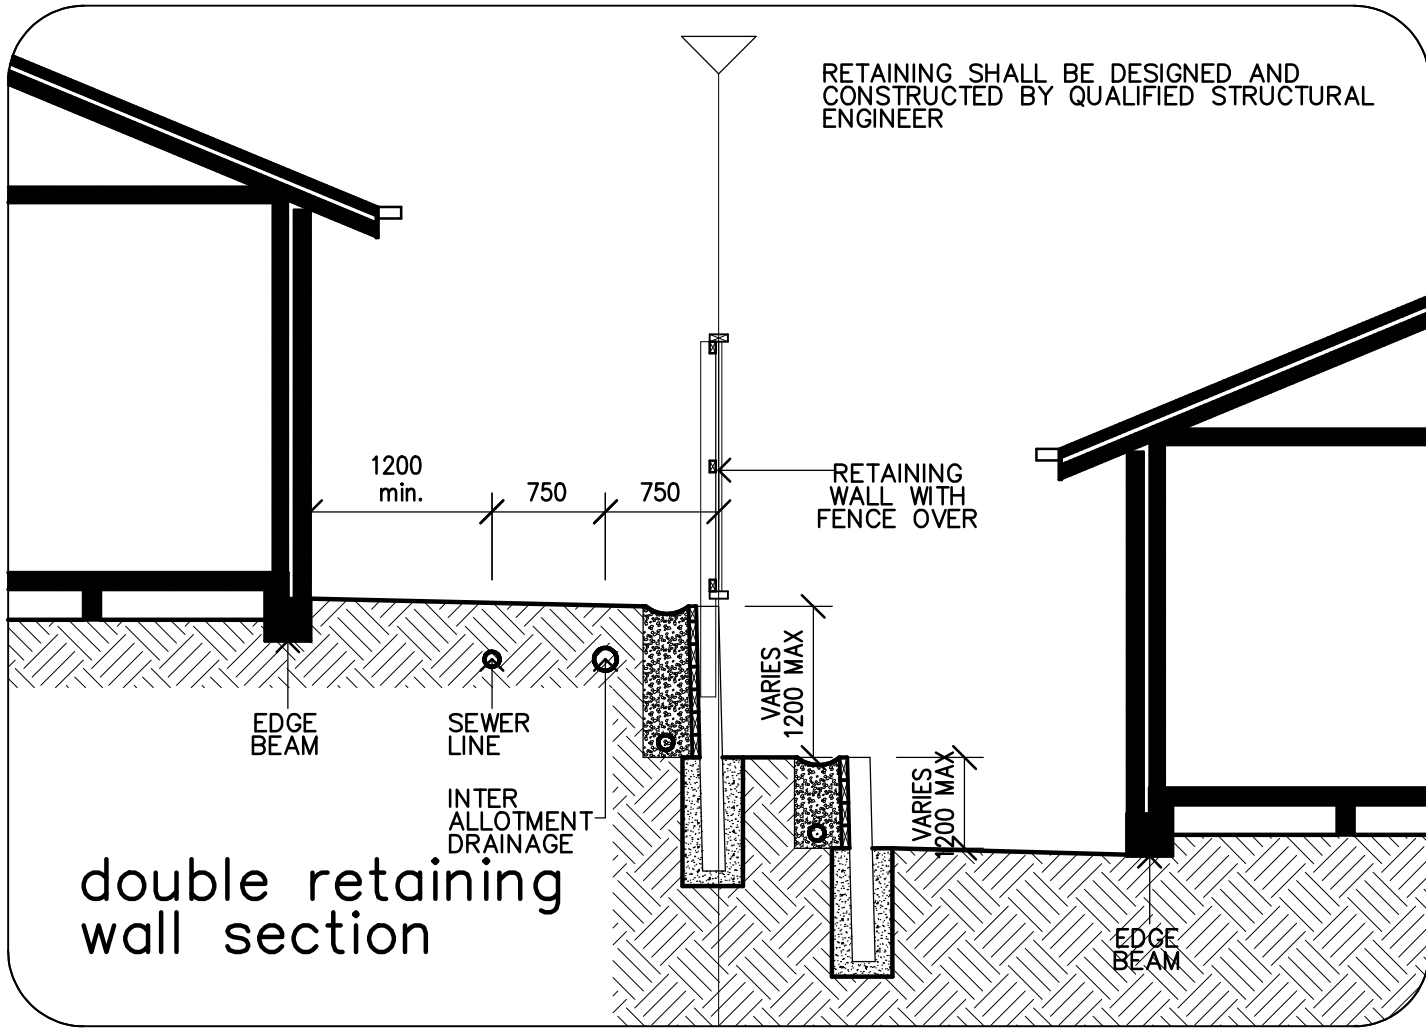 RETAINING SHALL BE DESIGNED AND
CONSTRUCTED BY QUALIFIED STRUCTURAL
ENGINEER
1200
min.
750
750
RETAINING
WALL WITH
FENCE OVER
VARIES
1200 MAX
VARIES
1200 MAX
EDGE
BEAM
SEWER
LINE
INTER
ALLOTMENT
DRAINAGE
double retaining
wall section
EDGE
BEAM